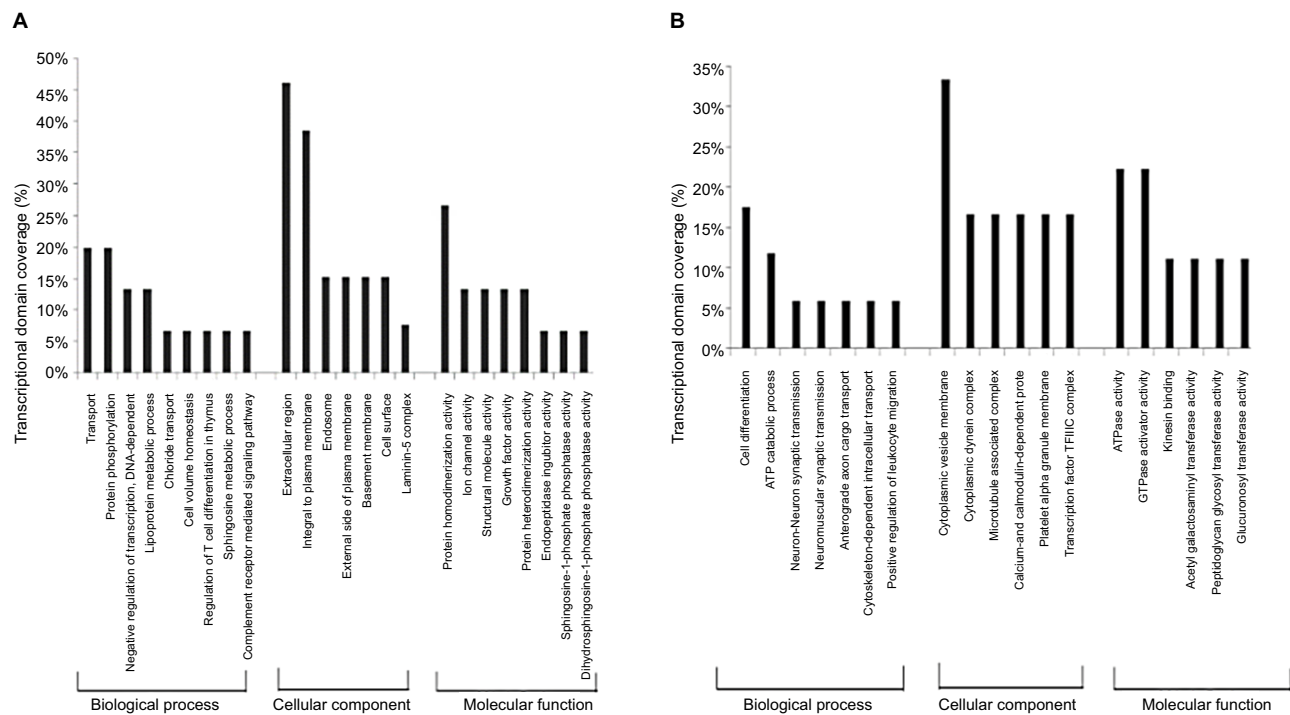 A
Transcriptional domain coverage (%)
50%
45%
40%
35%
30%
25%
20%
15%
10%
5%
0%
Transport
Protein phosphorylation
Negative regulation of transcription, DNA-dependent
Lipoprotein metabolic process
Chloride transport
Cell volume homeostasis
Regulation of T cell differentiation in thymus
Sphingosine metabolic process
Complement receptor mediated signaling pathway
Extracellular region
Integral to plasma membrane
Endosome
External side of plasma membrane
Basement membrane
Cell surface
Laminin-5 complex
Protein homodimerization activity
Ion channel activity
Structural molecule activity
Growth factor activity
Protein heterodimerization activity
Endopeptidase ingubitor activity
Sphingosine-1-phosphate phosphatase activity
Dihydrosphingosine-1-phosphate phosphatase activity
Biological process
Cellular component
Molecular function
B
Transcriptional domain coverage (%)
35%
30%
25%
20%
15%
10%
5%
0%
Cell differentiation
ATP catabolic process
Neuron-Neuron synaptic transmission
Neuromuscular synaptic transmission
Anterograde axon cargo transport
Cytoskeleton-dependent intracellular transport
Positive regulation of leukocyte migration
Cytoplasmic vesicle membrane
Cytoplasmic dynein complex
Microtubule associated complex
Calcium-and calmodulin-dependent prote
Platelet alpha granule membrane
Transcription factor TFIIIC complex
ATPase activity
GTPase activator activity
Kinesin binding
Acetyl galactosaminyl transferase activity
Peptidoglycan glycosyl transferase activity
Glucuronosyl transferase activity
Biological process
Cellular component
Molecular function